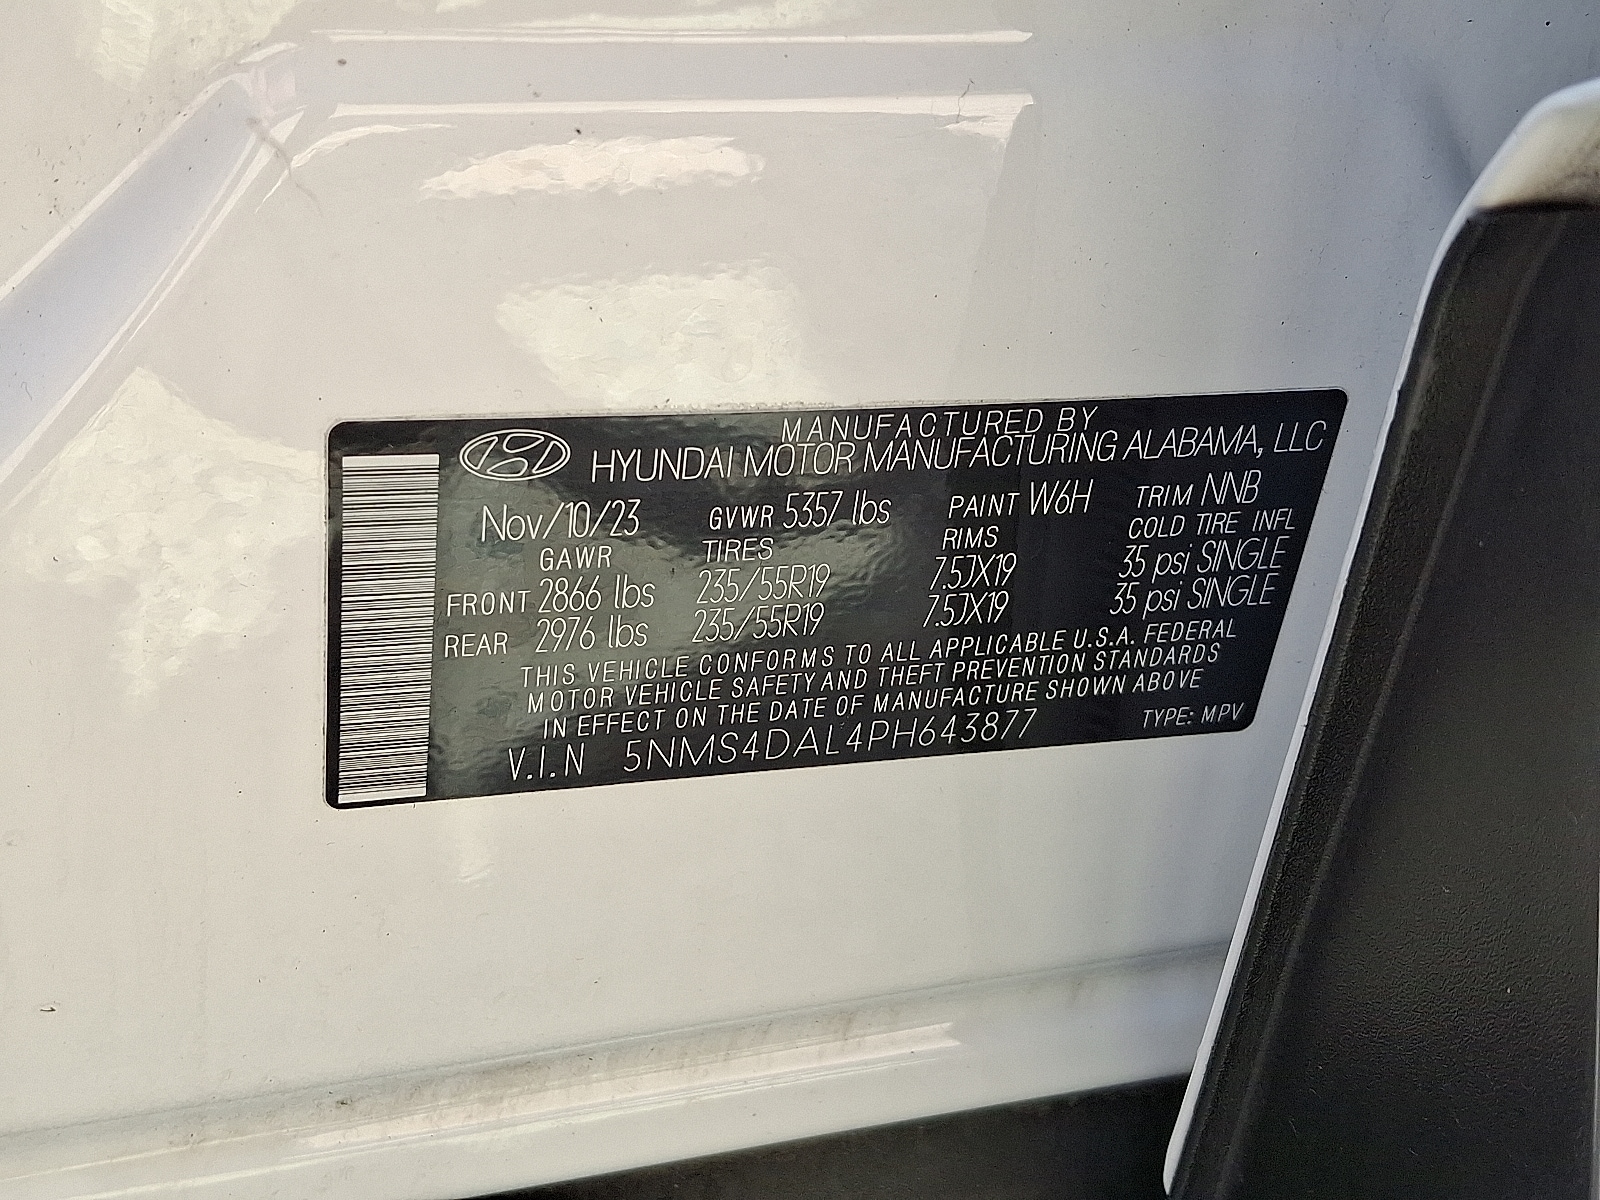 MANUFACTURED BY
HYUNDAI MOTOR MANUFACTURING ALABAMA, LLC
Nov/10/23 GVWR 5357 lbs PAINT W6H TRIM NNB
GAWR TIRES RIMS COLD TIRE INFL
FRONT 2866 lbs 235/55R19 7.5JX19 35 psi SINGLE
REAR 2976 lbs 235/55R19 7.5JX19 35 psi SINGLE
THIS VEHICLE CONFORMS TO ALL APPLICABLE U.S.A. FEDERAL
MOTOR VEHICLE SAFETY AND THEFT PREVENTION STANDARDS
IN EFFECT ON THE DATE OF MANUFACTURE SHOWN ABOVE
V.I.N 5NMS4DAL4PH643877 TYPE: MPV